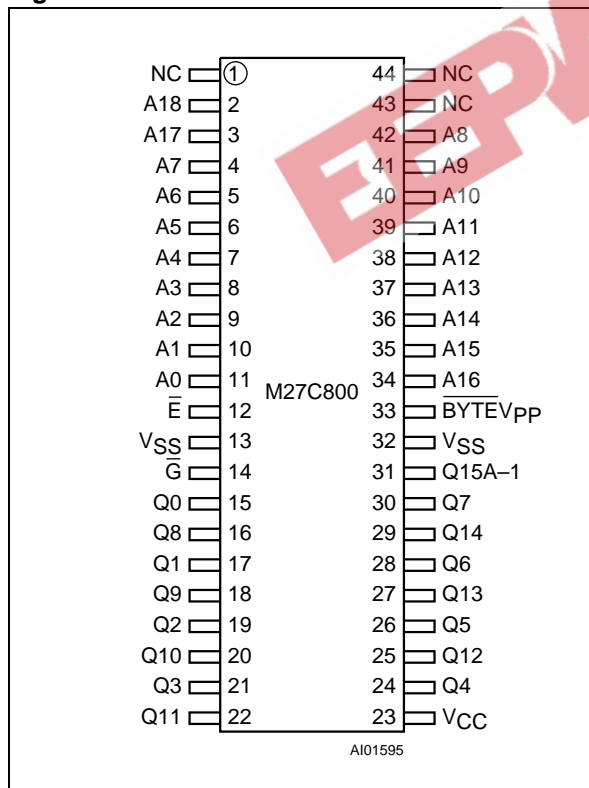 NC 1 44 NC
A18 2 43 NC
A17 3 42 A8
A7 4 41 A9
A6 5 40 A10
A5 6 39 A11
A4 7 38 A12
A3 8 37 A13
A2 9 36 A14
A1 10 35 A15
A0 11 34 A16
M27C800
E̅ 12 33 B̅Y̅T̅E̅VPP
VSS 13 32 VSS
G̅ 14 31 Q15A–1
Q0 15 30 Q7
Q8 16 29 Q14
Q1 17 28 Q6
Q9 18 27 Q13
Q2 19 26 Q5
Q10 20 25 Q12
Q3 21 24 Q4
Q11 22 23 VCC
AI01595